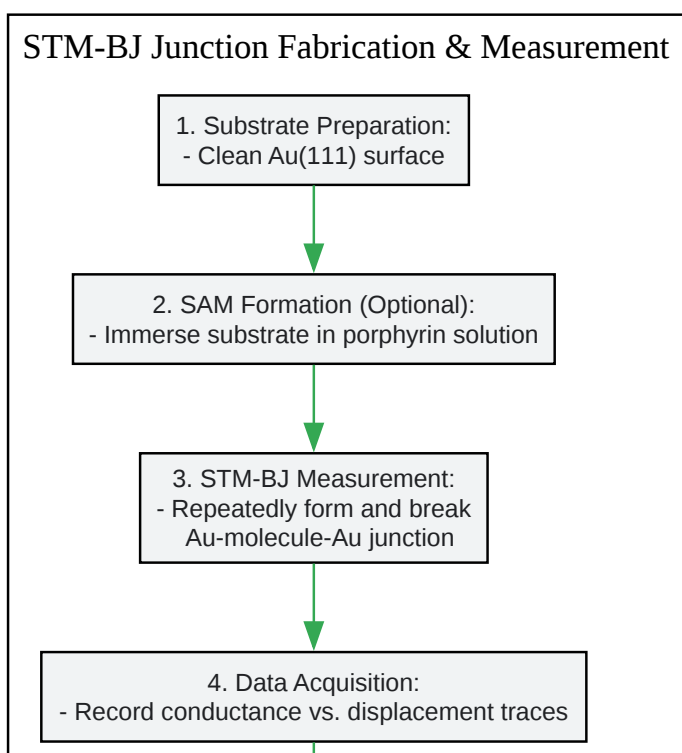 STM-BJ Junction Fabrication & Measurement
1. Substrate Preparation:
- Clean Au(111) surface
2. SAM Formation (Optional):
- Immerse substrate in porphyrin solution
3. STM-BJ Measurement:
- Repeatedly form and break
Au-molecule-Au junction
4. Data Acquisition:
- Record conductance vs. displacement traces